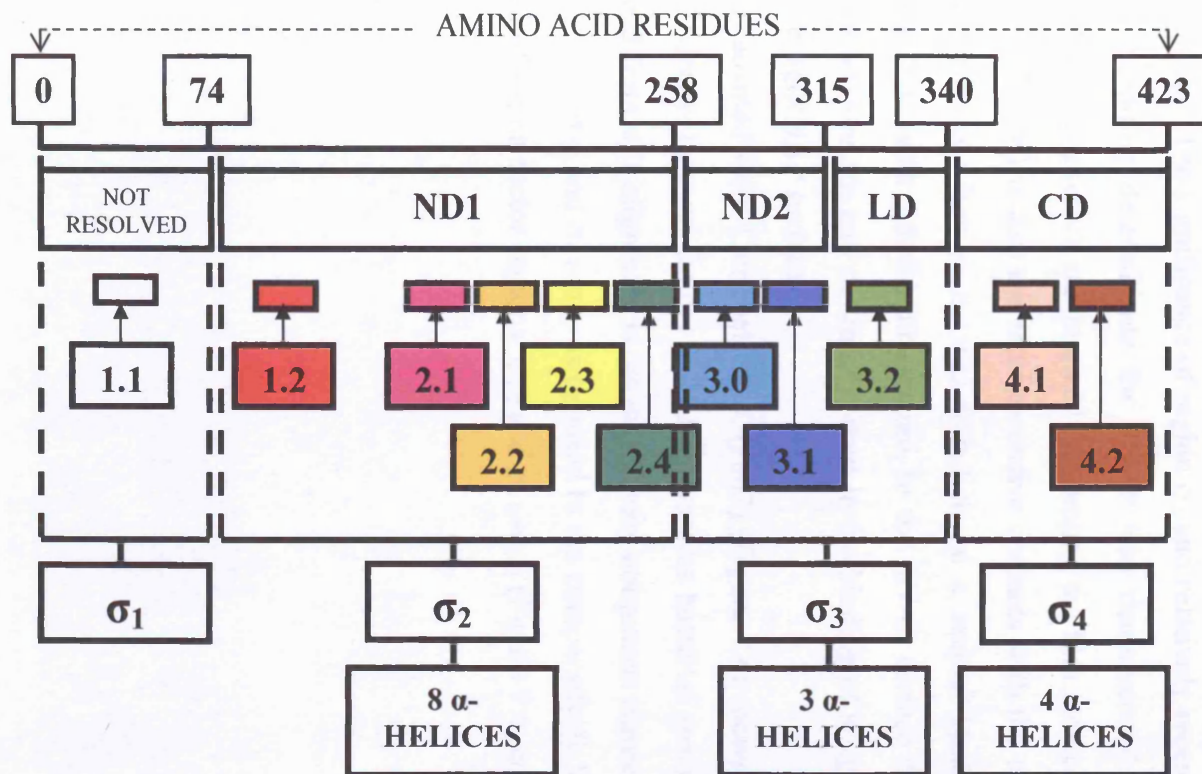 AMINO ACID RESIDUES
0 74 258 315 340 423
NOT
RESOLVED
ND1 ND2 LD CD
1.1 1.2 2.1 2.3 3.0 3.2 4.1
2.2 2.4 3.1 4.2
σ1 σ2 σ3 σ4
8 α-
HELICES
3 α-
HELICES
4 α-
HELICES